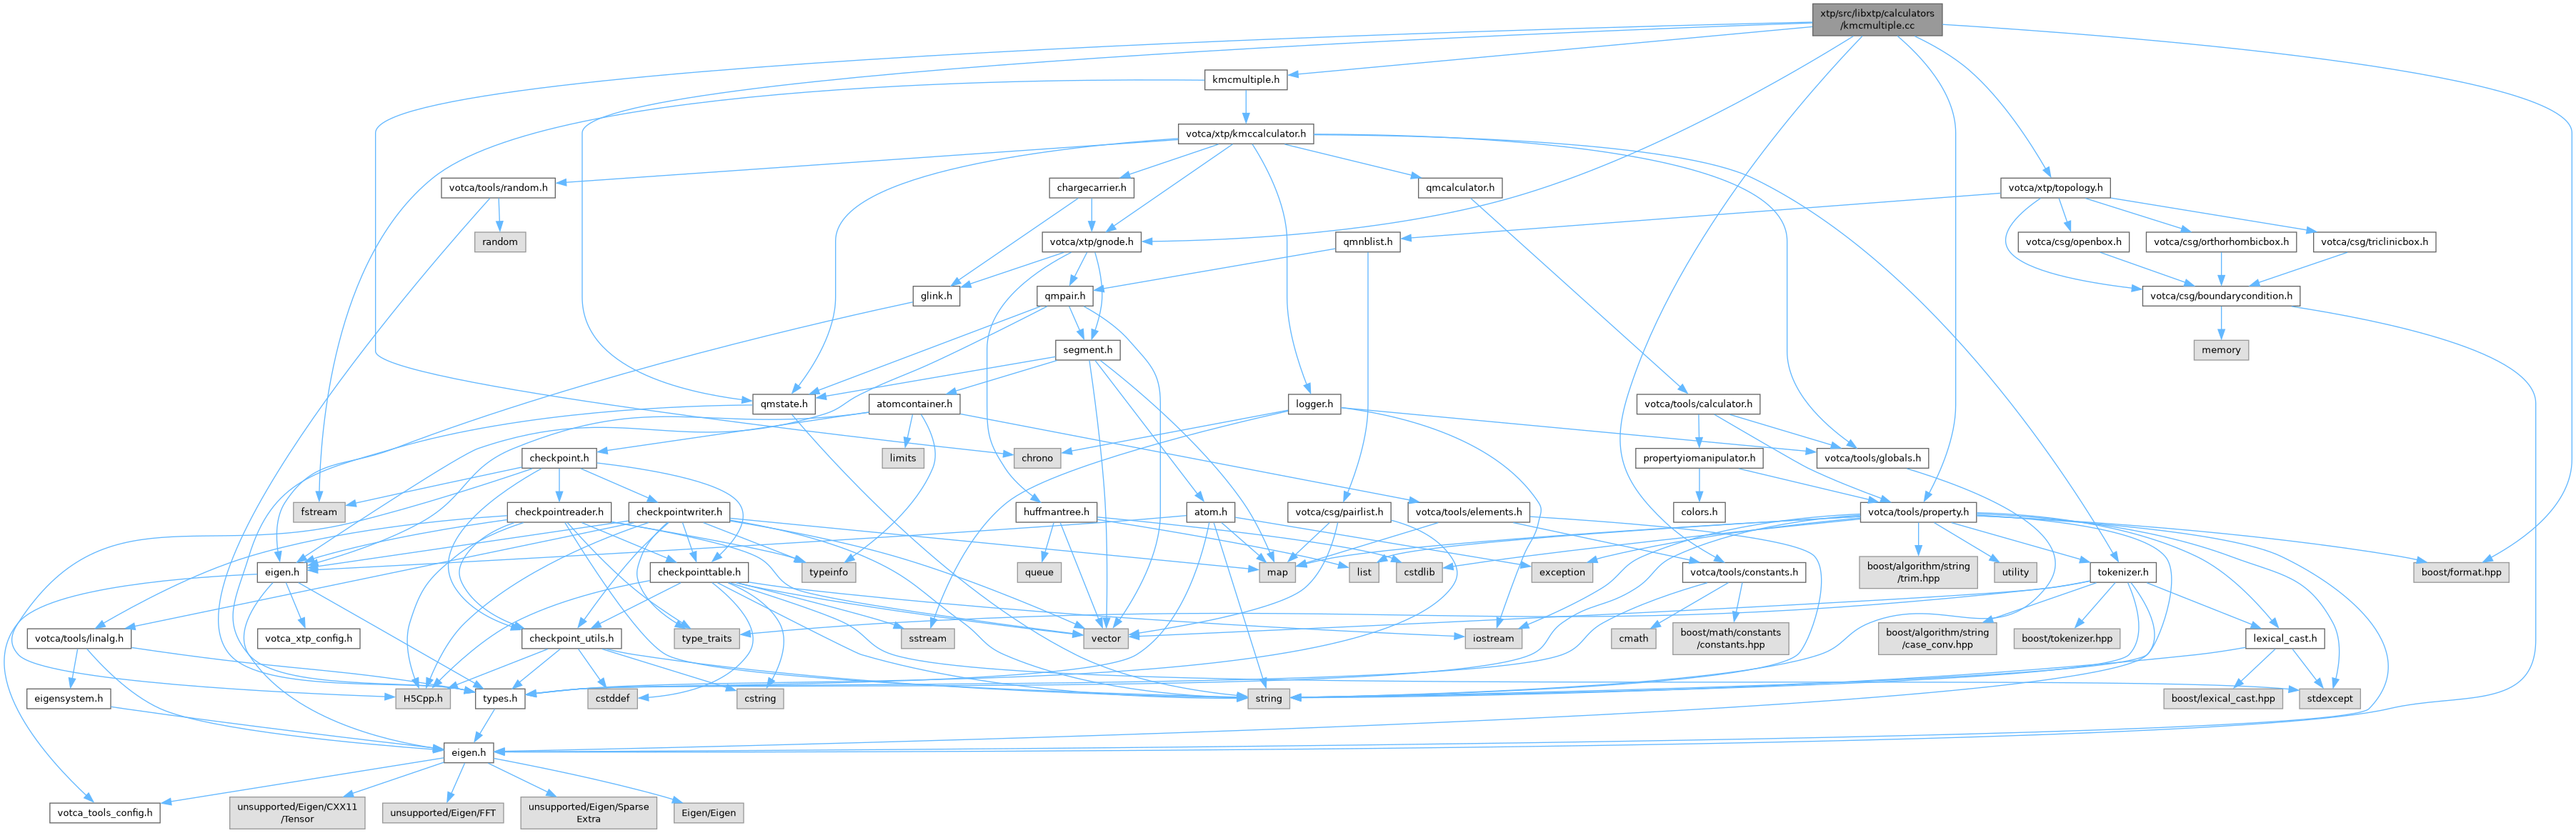 xtp/src/libxtp/calculators
/kmcmultiple.cc
kmcmultiple.h
votca/xtp/kmccalculator.h
votca/tools/random.h
chargecarrier.h
qmcalculator.h
votca/xtp/topology.h
random
votca/xtp/gnode.h
qmnblist.h
votca/csg/openbox.h
votca/csg/orthorhombicbox.h
votca/csg/triclinicbox.h
glink.h
qmpair.h
votca/csg/boundarycondition.h
segment.h
memory
qmstate.h
atomcontainer.h
logger.h
votca/tools/calculator.h
checkpoint.h
limits
chrono
propertyiomanipulator.h
votca/tools/globals.h
fstream
checkpointreader.h
checkpointwriter.h
huffmantree.h
atom.h
votca/csg/pairlist.h
votca/tools/elements.h
colors.h
votca/tools/property.h
eigen.h
checkpointtable.h
typeinfo
queue
map
list
cstdlib
exception
votca/tools/constants.h
boost/algorithm/string
/trim.hpp
utility
tokenizer.h
boost/format.hpp
votca/tools/linalg.h
votca_xtp_config.h
checkpoint_utils.h
type_traits
sstream
vector
iostream
cmath
boost/math/constants
/constants.hpp
boost/algorithm/string
/case_conv.hpp
boost/tokenizer.hpp
lexical_cast.h
eigensystem.h
H5Cpp.h
types.h
cstddef
cstring
string
boost/lexical_cast.hpp
stdexcept
eigen.h
votca_tools_config.h
unsupported/Eigen/CXX11
/Tensor
unsupported/Eigen/FFT
unsupported/Eigen/Sparse
Extra
Eigen/Eigen